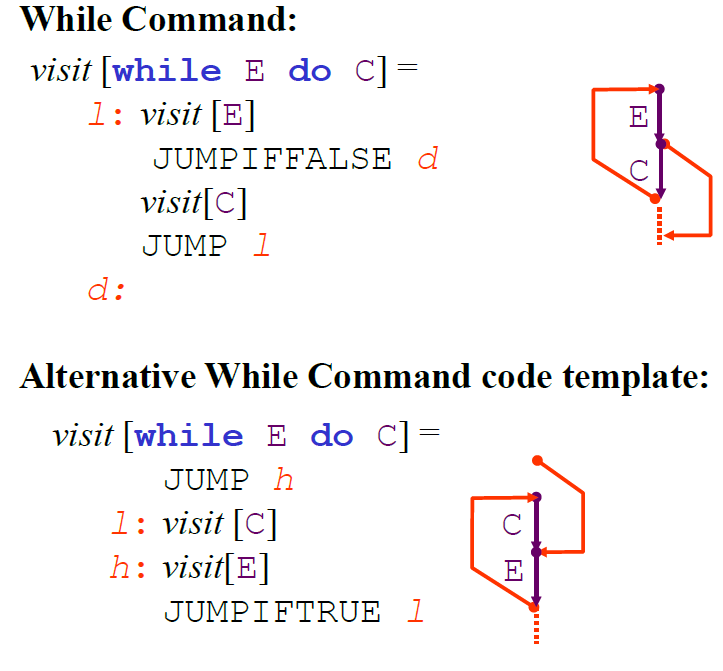 While Command:
visit [while E do C] =
l: visit [E]
JUMPIFFALSE d
visit[C]
JUMP l
d:
E
C
Alternative While Command code template:
visit [while E do C] =
JUMP h
l: visit [C]
h: visit[E]
JUMPIFTRUE l
C
E